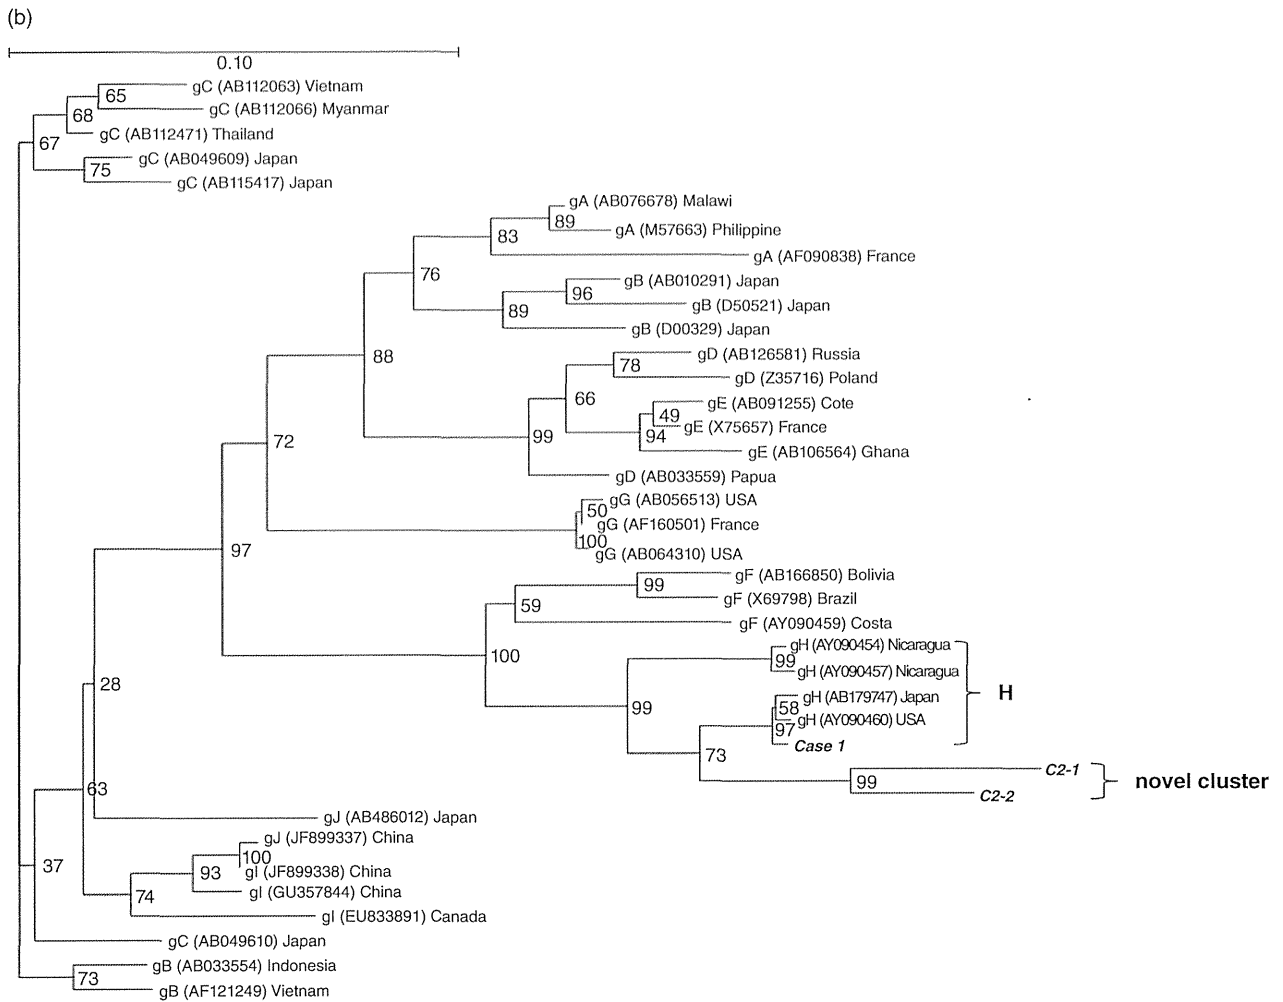 (b)
0.10
gC (AB112063) Vietnam
65
gC (AB112066) Myanmar
68
gC (AB112471) Thailand
67
gC (AB049609) Japan
75
gC (AB115417) Japan
gA (AB076678) Malawi
89
gA (M57663) Philippine
83
gA (AF090838) France
76
gB (AB010291) Japan
96
gB (D50521) Japan
89
gB (D00329) Japan
88
gD (AB126581) Russia
78
gD (Z35716) Poland
66
gE (AB091255) Cote
49
gE (X75657) France
94
99
gE (AB106564) Ghana
72
gD (AB033559) Papua
gG (AB056513) USA
50
gG (AF160501) France
100
gG (AB064310) USA
97
gF (AB166850) Bolivia
99
gF (X69798) Brazil
59
gF (AY090459) Costa
gH (AY090454) Nicaragua
100
99
gH (AY090457) Nicaragua
28
H
gH (AB179747) Japan
58
99
gH (AY090460) USA
97
Case 1
73
C2-1
99
novel cluster
63
C2-2
gJ (AB486012) Japan
gJ (JF899337) China
100
37
93
gI (JF899338) China
gI (GU357844) China
74
gI (EU833891) Canada
gC (AB049610) Japan
gB (AB033554) Indonesia
73
gB (AF121249) Vietnam